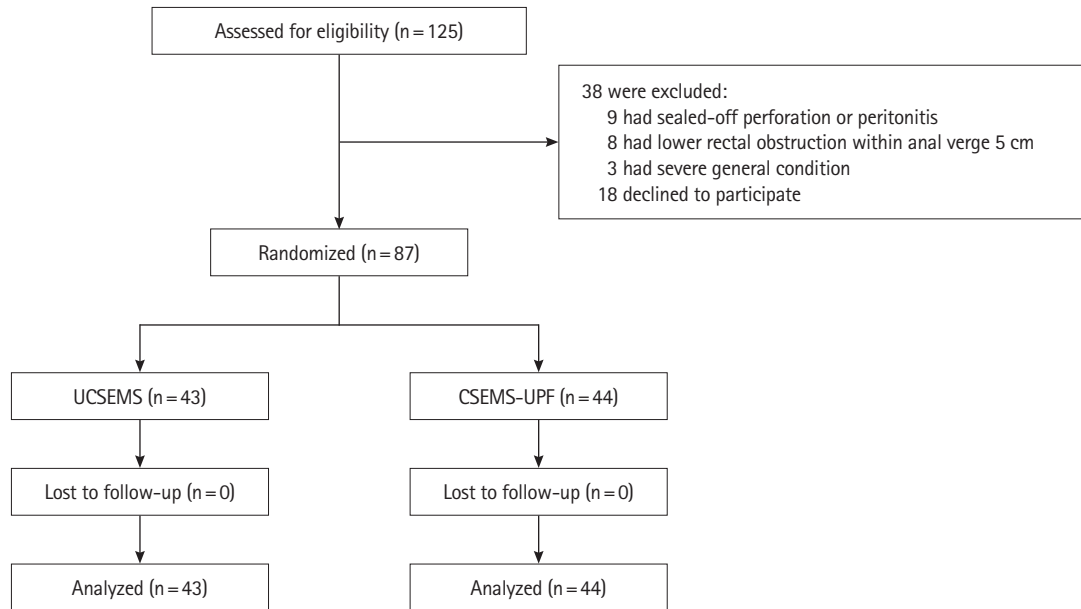 Assessed for eligibility (n=125)
38 were excluded:
9 had sealed-off perforation or peritonitis
8 had lower rectal obstruction within anal verge 5 cm
3 had severe general condition
18 declined to participate
Randomized (n=87)
UCSEMS (n=43)
CSEMS-UPF (n=44)
Lost to follow-up (n=0)
Lost to follow-up (n=0)
Analyzed (n=43)
Analyzed (n=44)